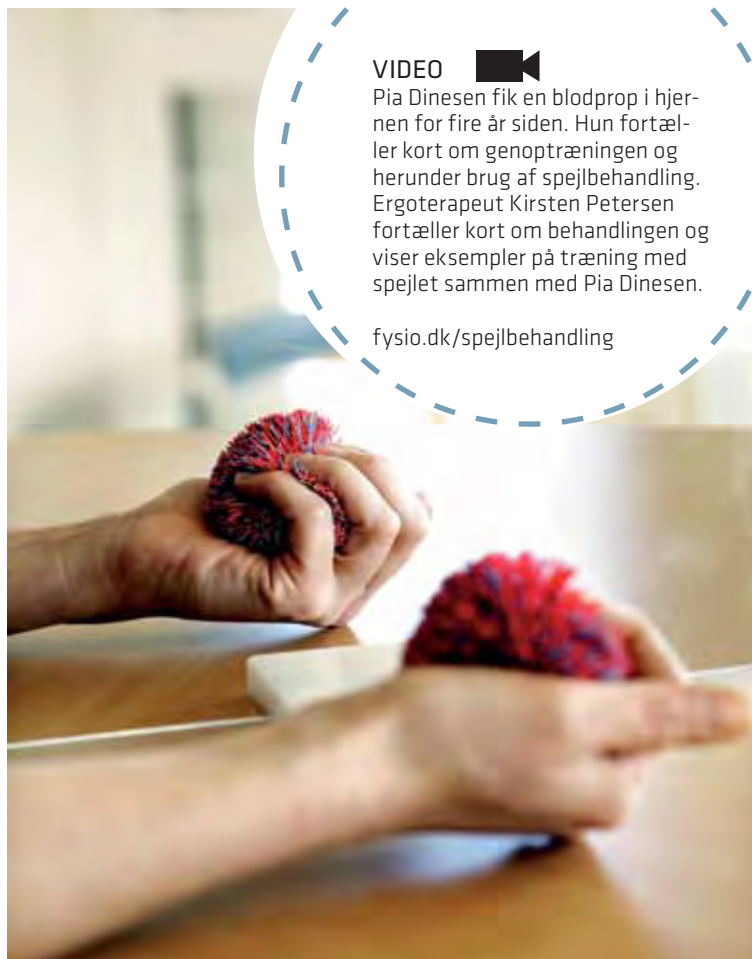 VIDEO
Pia Dinesen fik en blodprop i hjer-
nen for fire år siden. Hun fortæl-
ler kort om genoptræningen og
herunder brug af spejlbehandling.
Ergoterapeut Kirsten Petersen
fortæller kort om behandlingen og
viser eksempler på træning med
spejlet sammen med Pia Dinesen.
fysio.dk/spejlbehandling